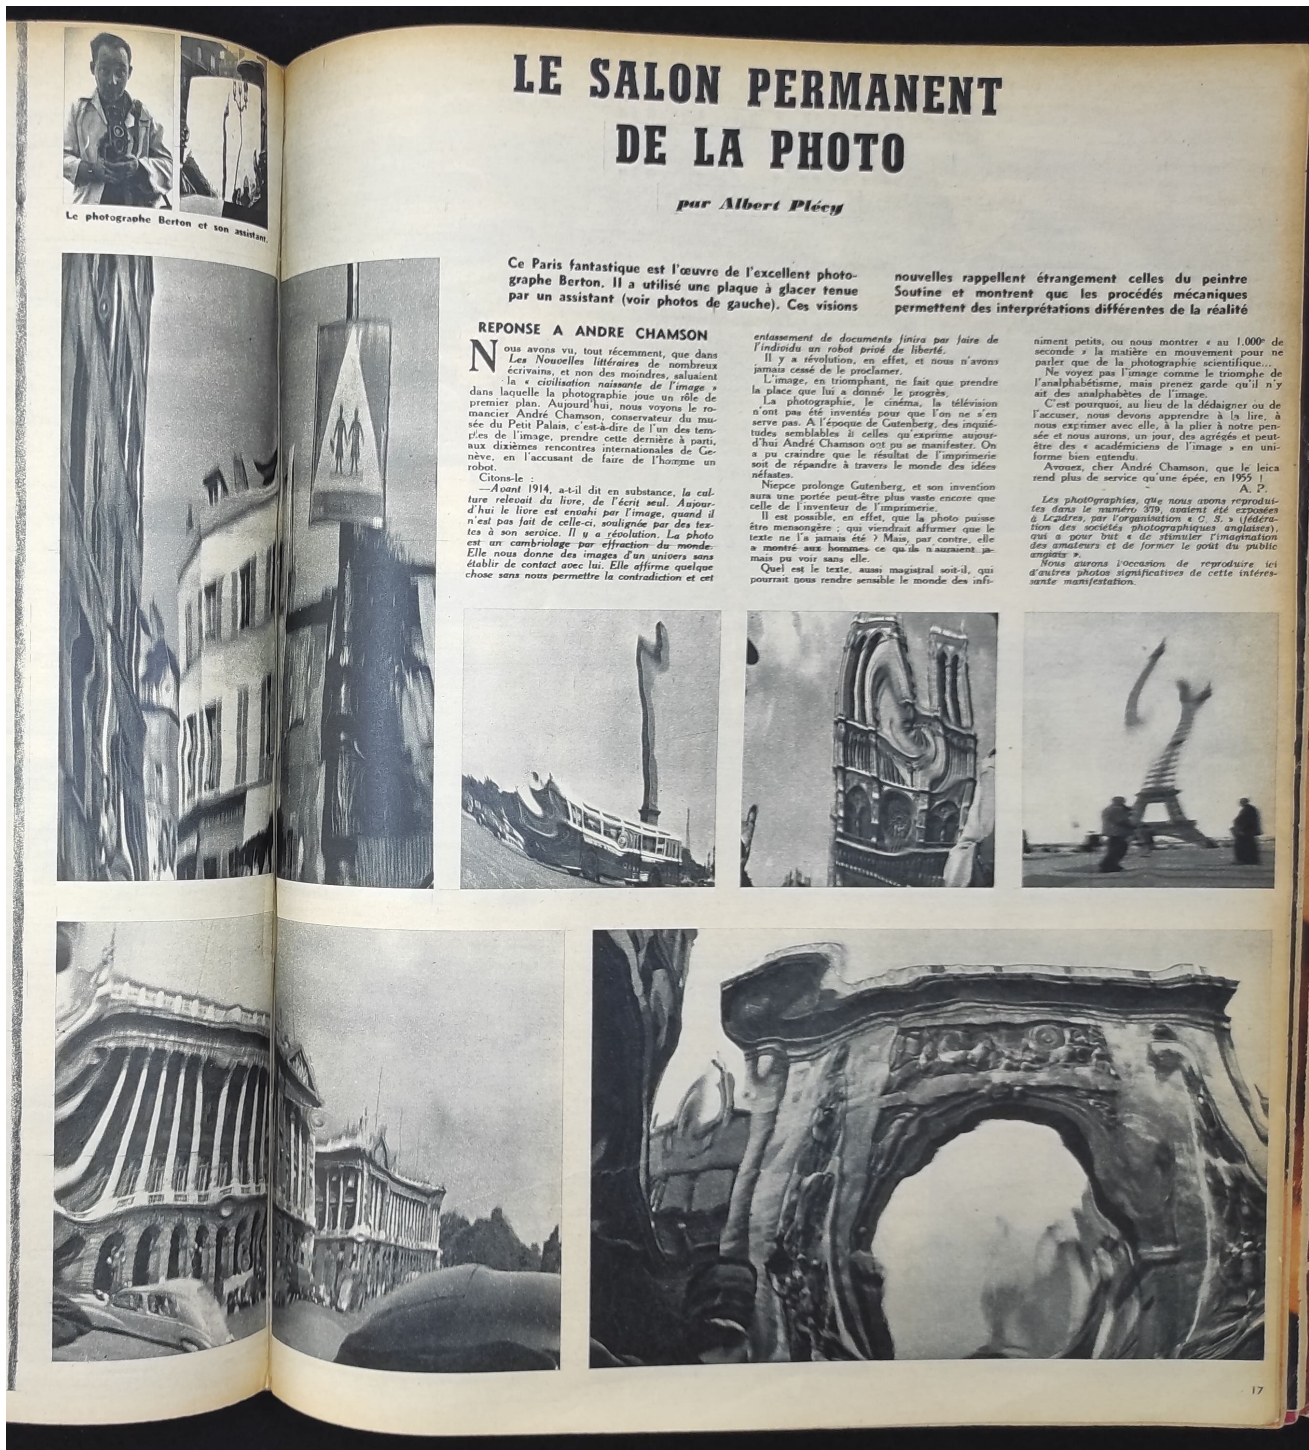 LE SALON PERMANENT
DE LA PHOTO
par Albert Plécy
Le photographe Berton et son assistant.
Ce Paris fantastique est l'œuvre de l'excellent photo-
graphe Berton. Il a utilisé une plaque à glacer tenue
par un assistant (voir photos de gauche). Ces visions
nouvelles rappellent étrangement celles du peintre
Soutine et montrent que les procédés mécaniques
permettent des interprétations différentes de la réalité
REPONSE A ANDRE CHAMSON
Nous avons vu, tout récemment, que dans
Les Nouvelles littéraires de nombreux
écrivains, et non des moindres, saluaient
la « civilisation naissante de l'image »
dans laquelle la photographie joue un rôle de
premier plan. Aujourd'hui, nous voyons le ro-
mancier André Chamson, conservateur du mu-
sée du Petit Palais, c'est-à-dire de l'un des tem-
ples de l'image, prendre cette dernière à parti,
aux dixièmes rencontres internationales de Ge-
nève, en l'accusant de faire de l'homme un
robot.
Citons-le :
—Avant 1914, a-t-il dit en substance, la cul-
ture relevait du livre, de l'écrit seul. Aujour-
d'hui le livre est envahi par l'image, quand il
n'est pas fait de celle-ci, soulignée par des tex-
tes à son service. Il y a révolution. La photo
est un cambriolage par effraction du monde.
Elle nous donne des images d'un univers sans
établir de contact avec lui. Elle affirme quelque
chose sans nous permettre la contradiction et cet
entassement de documents finira par faire de
l'individu un robot privé de liberté.
Il y a révolution, en effet, et nous n'avons
jamais cessé de le proclamer.
L'image, en triomphant, ne fait que prendre
la place que lui a donné le progrès.
La photographie, le cinéma, la télévision
n'ont pas été inventés pour que l'on ne s'en
serve pas. A l'époque de Gutenberg, des inquié-
tudes semblables à celles qu'exprime aujour-
d'hui André Chamson ont pu se manifester. On
a pu craindre que le résultat de l'imprimerie
soit de répandre à travers le monde des idées
néfastes.
Niepce prolonge Gutenberg, et son invention
aura une portée peut-être plus vaste encore que
celle de l'inventeur de l'imprimerie.
Il est possible, en effet, que la photo puisse
être mensongère ; qui viendrait affirmer que le
texte ne l'a jamais été ? Mais, par contre, elle
a montré aux hommes ce qu'ils n'auraient ja-
mais pu voir sans elle.
Quel est le texte, aussi magistral soit-il, qui
pourrait nous rendre sensible le monde des infi-
niment petits, ou nous montrer « au 1.000e de
seconde » la matière en mouvement pour ne
parler que de la photographie scientifique...
Ne voyez pas l'image comme le triomphe de
l'analphabétisme, mais prenez garde qu'il n'y
ait des analphabètes de l'image.
C'est pourquoi, au lieu de la dédaigner ou de
l'accuser, nous devons apprendre à la lire, à
nous exprimer avec elle, à la plier à notre pen-
sée et nous aurons, un jour, des agrégés et peut-
être des « académiciens de l'image » en uni-
forme bien entendu.
Avouez, cher André Chamson, que le leica
rend plus de service qu'une épée, en 1955 !
A. P.
Les photographies, que nous avons reprodui-
tes dans le numéro 379, avaient été exposées
à Londres, par l'organisation « C. S. » (fédéra-
tion des sociétés photographiques anglaises),
qui a pour but « de stimuler l'imagination
des amateurs et de former le goût du public
anglais ».
Nous aurons l'occasion de reproduire ici
d'autres photos significatives de cette intéres-
sante manifestation.
17